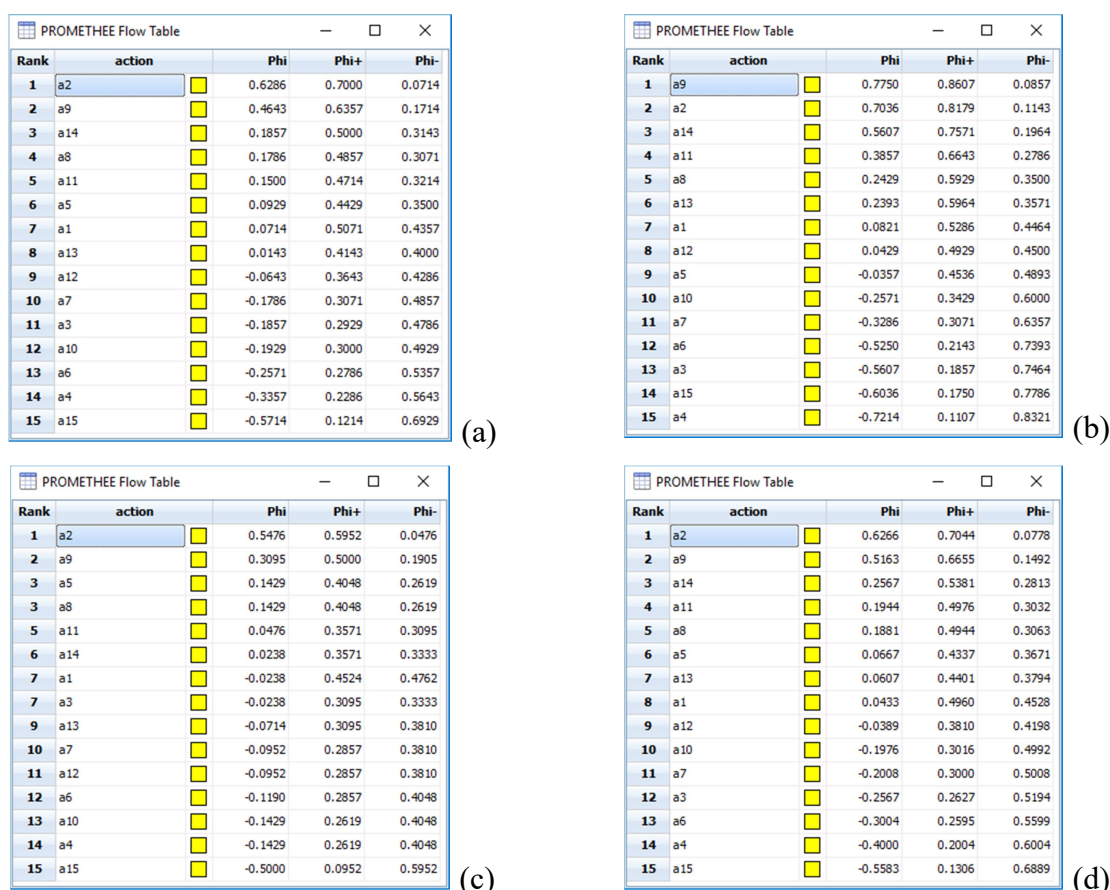 PROMETHEE Flow Table
Rank action Phi Phi+ Phi-
1 a2 0.6286 0.7000 0.0714
2 a9 0.4643 0.6357 0.1714
3 a14 0.1857 0.5000 0.3143
4 a8 0.1786 0.4857 0.3071
5 a11 0.1500 0.4714 0.3214
6 a5 0.0929 0.4429 0.3500
7 a1 0.0714 0.5071 0.4357
8 a13 0.0143 0.4143 0.4000
9 a12 -0.0643 0.3643 0.4286
10 a7 -0.1786 0.3071 0.4857
11 a3 -0.1857 0.2929 0.4786
12 a10 -0.1929 0.3000 0.4929
13 a6 -0.2571 0.2786 0.5357
14 a4 -0.3357 0.2286 0.5643
15 a15 -0.5714 0.1214 0.6929
(a)
PROMETHEE Flow Table
Rank action Phi Phi+ Phi-
1 a9 0.7750 0.8607 0.0857
2 a2 0.7036 0.8179 0.1143
3 a14 0.5607 0.7571 0.1964
4 a11 0.3857 0.6643 0.2786
5 a8 0.2429 0.5929 0.3500
6 a13 0.2393 0.5964 0.3571
7 a1 0.0821 0.5286 0.4464
8 a12 0.0429 0.4929 0.4500
9 a5 -0.0357 0.4536 0.4893
10 a10 -0.2571 0.3429 0.6000
11 a7 -0.3286 0.3071 0.6357
12 a6 -0.5250 0.2143 0.7393
13 a3 -0.5607 0.1857 0.7464
14 a15 -0.6036 0.1750 0.7786
15 a4 -0.7214 0.1107 0.8321
(b)
PROMETHEE Flow Table
Rank action Phi Phi+ Phi-
1 a2 0.5476 0.5952 0.0476
2 a9 0.3095 0.5000 0.1905
3 a5 0.1429 0.4048 0.2619
3 a8 0.1429 0.4048 0.2619
5 a11 0.0476 0.3571 0.3095
6 a14 0.0238 0.3571 0.3333
7 a1 -0.0238 0.4524 0.4762
7 a3 -0.0238 0.3095 0.3333
9 a13 -0.0714 0.3095 0.3810
10 a7 -0.0952 0.2857 0.3810
11 a12 -0.0952 0.2857 0.3810
12 a6 -0.1190 0.2857 0.4048
13 a10 -0.1429 0.2619 0.4048
14 a4 -0.1429 0.2619 0.4048
15 a15 -0.5000 0.0952 0.5952
(c)
PROMETHEE Flow Table
Rank action Phi Phi+ Phi-
1 a2 0.6266 0.7044 0.0778
2 a9 0.5163 0.6655 0.1492
3 a14 0.2567 0.5381 0.2813
4 a11 0.1944 0.4976 0.3032
5 a8 0.1881 0.4944 0.3063
6 a5 0.0667 0.4337 0.3671
7 a13 0.0607 0.4401 0.3794
8 a1 0.0433 0.4960 0.4528
9 a12 -0.0389 0.3810 0.4198
10 a10 -0.1976 0.3016 0.4992
11 a7 -0.2008 0.3000 0.5008
12 a3 -0.2567 0.2627 0.5194
13 a6 -0.3004 0.2595 0.5599
14 a4 -0.4000 0.2004 0.6004
15 a15 -0.5583 0.1306 0.6889
(d)